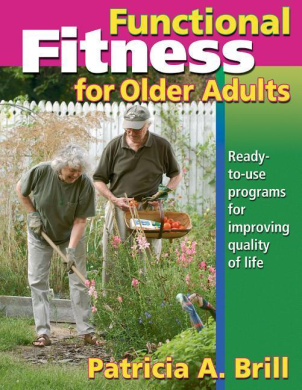 Functional
Fitness
for Older Adults
Ready-
to-use
programs
for
improving
quality
of life
Patricia A. Brill